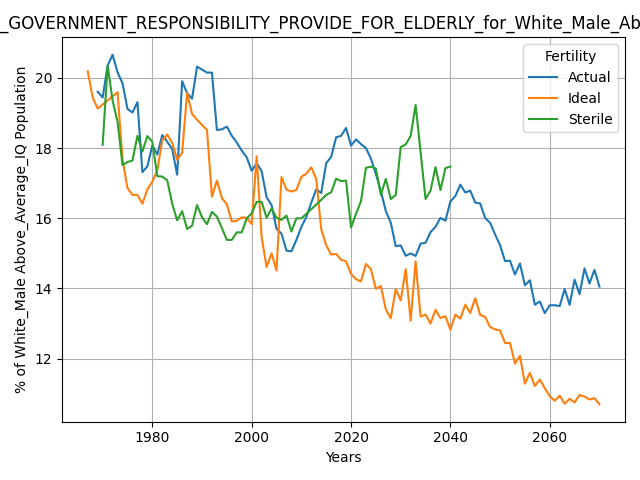 _GOVERNMENT_RESPONSIBILITY_PROVIDE_FOR_ELDERLY_for_White_Male_Ab
Fertility
Actual
Ideal
Sterile
% of White_Male Above_Average_IQ Population
20
18
16
14
12
1980
2000
2020
2040
2060
Years